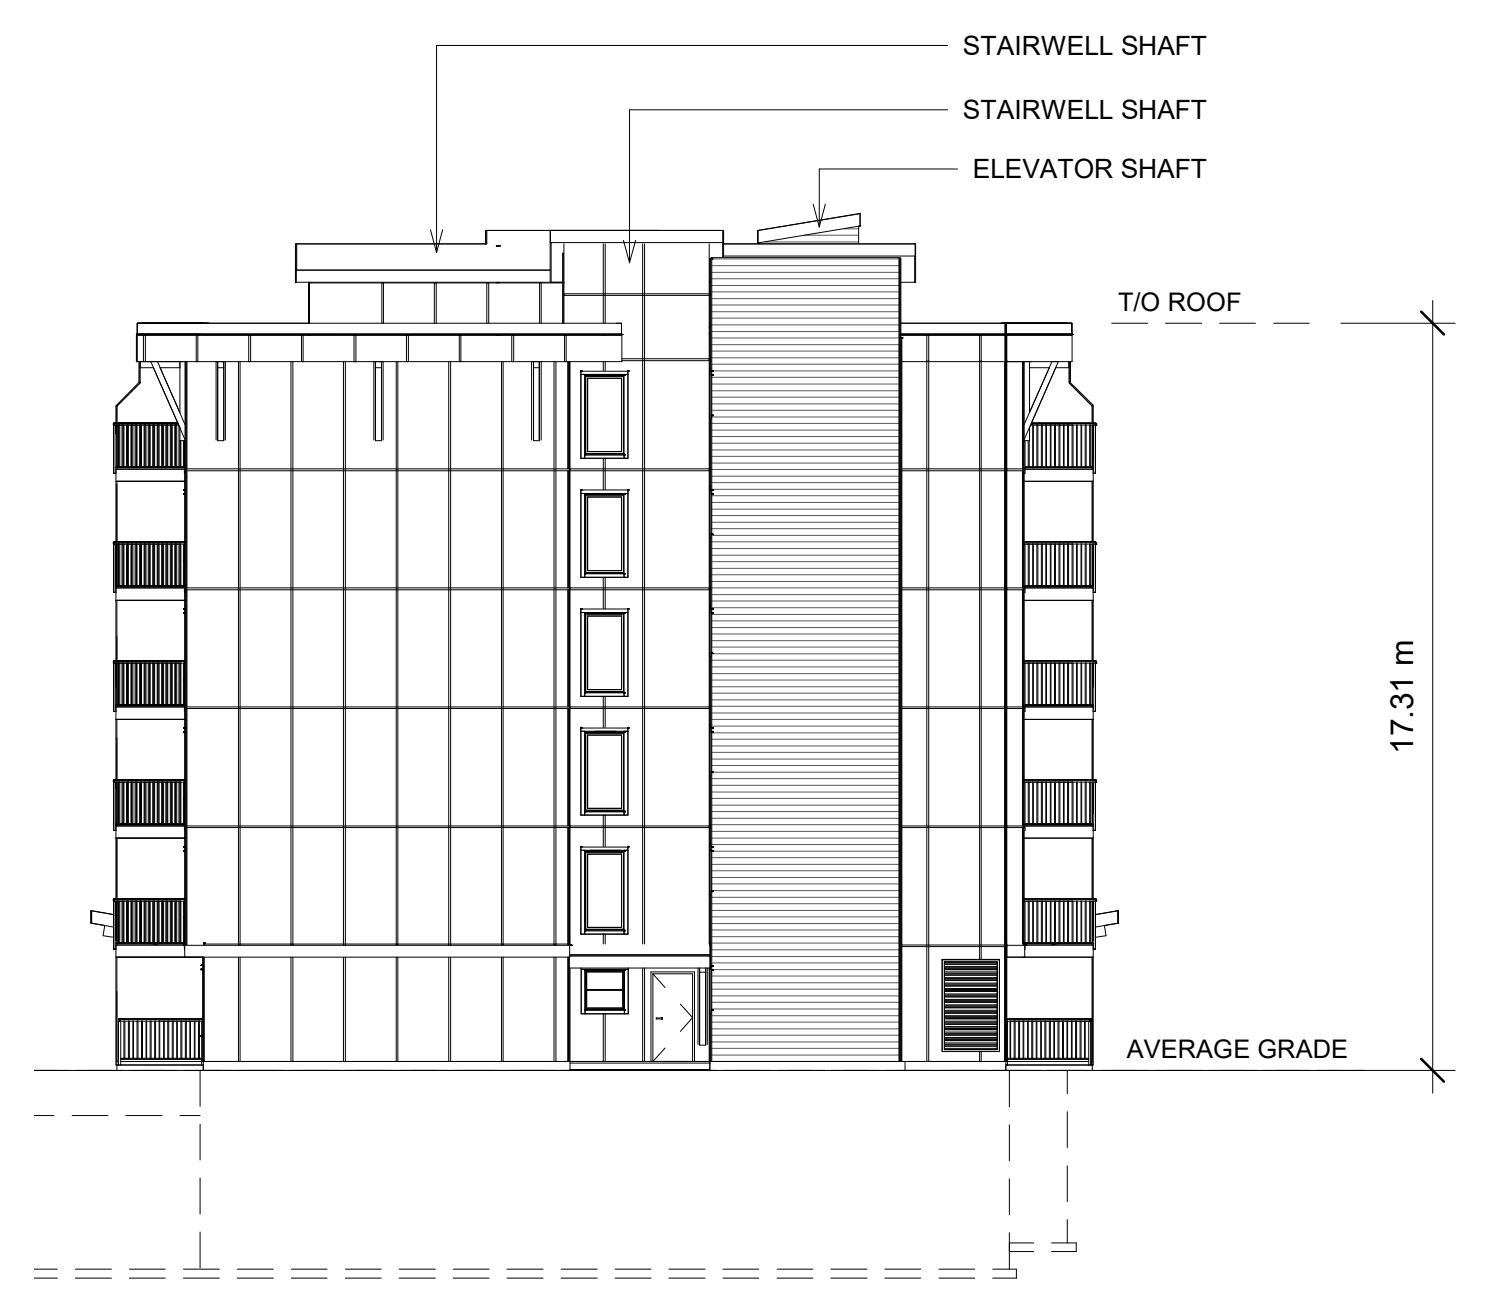 STAIRWELL SHAFT
STAIRWELL SHAFT
ELEVATOR SHAFT
T/O ROOF
17.31 m
AVERAGE GRADE